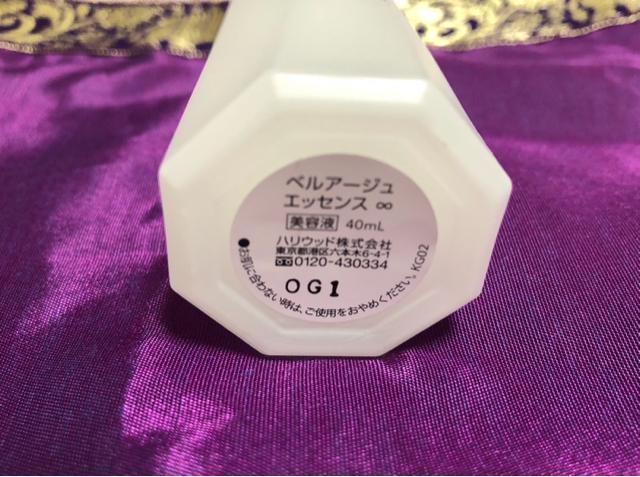 ベルアージュ
エッセンス ∞
美容液 40mL
ハリウッド株式会社
東京都港区六本木6-4-1
0120-430334
OG1
●お肌に合わない時は、ご使用をおやめください。KG02